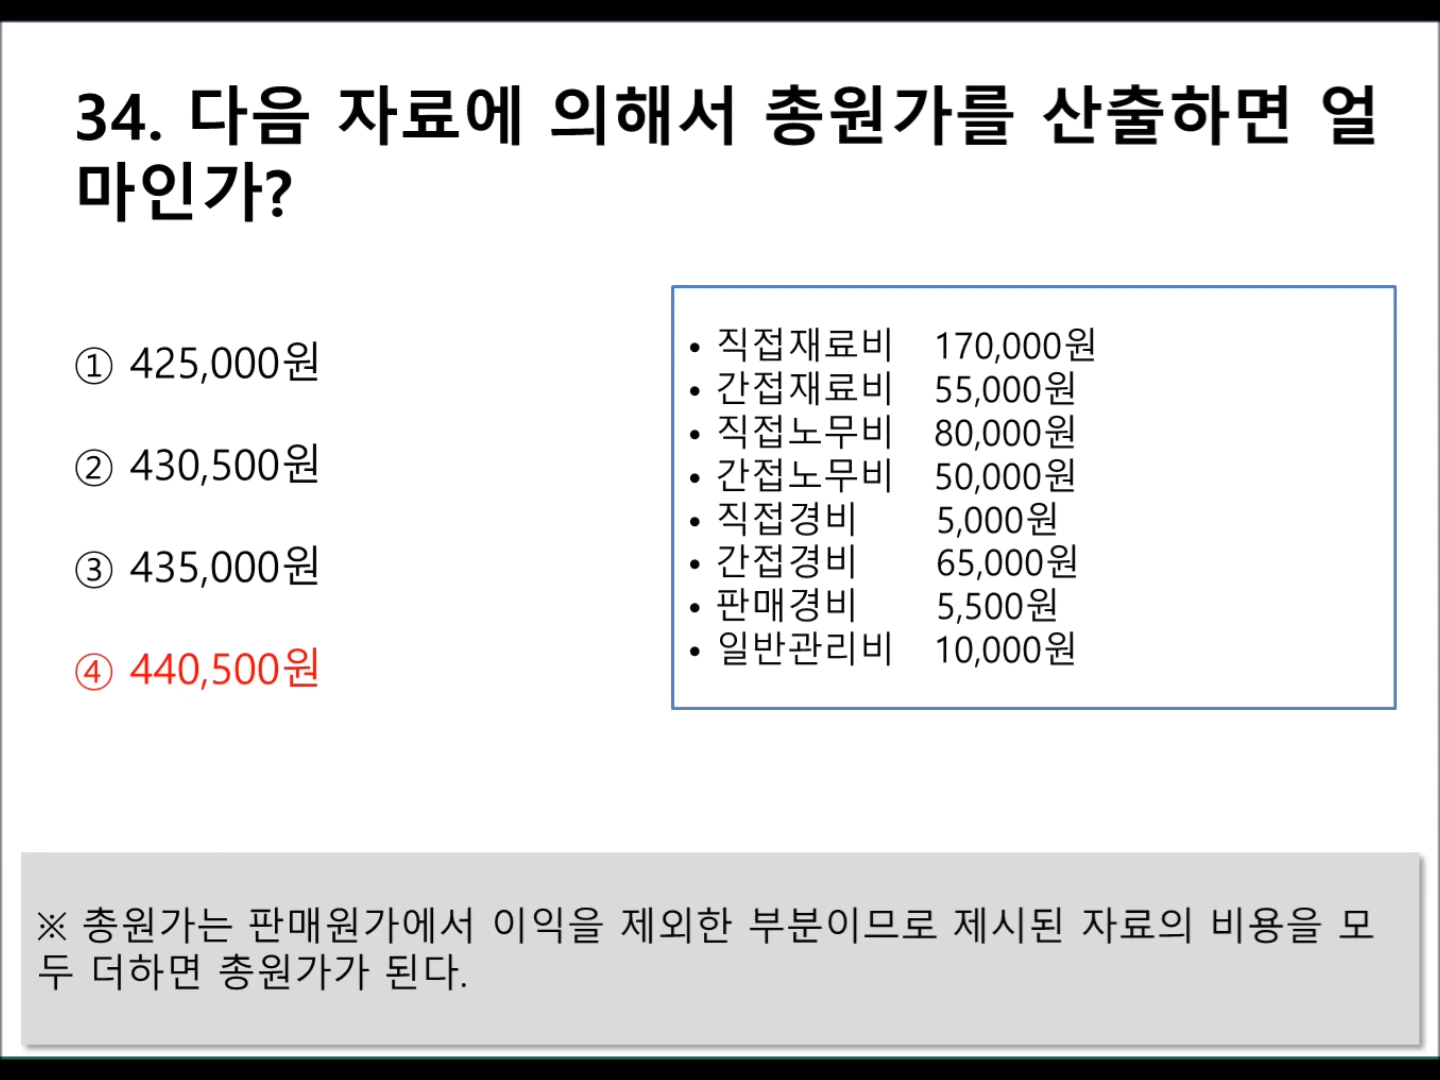 34. 다음 자료에 의해서 총원가를 산출하면 얼
마인가?
① 425,000원
② 430,500원
③ 435,000원
④ 440,500원
• 직접재료비 170,000원
• 간접재료비 55,000원
• 직접노무비 80,000원
• 간접노무비 50,000원
• 직접경비 5,000원
• 간접경비 65,000원
• 판매경비 5,500원
• 일반관리비 10,000원
※ 총원가는 판매원가에서 이익을 제외한 부분이므로 제시된 자료의 비용을 모
두 더하면 총원가가 된다.